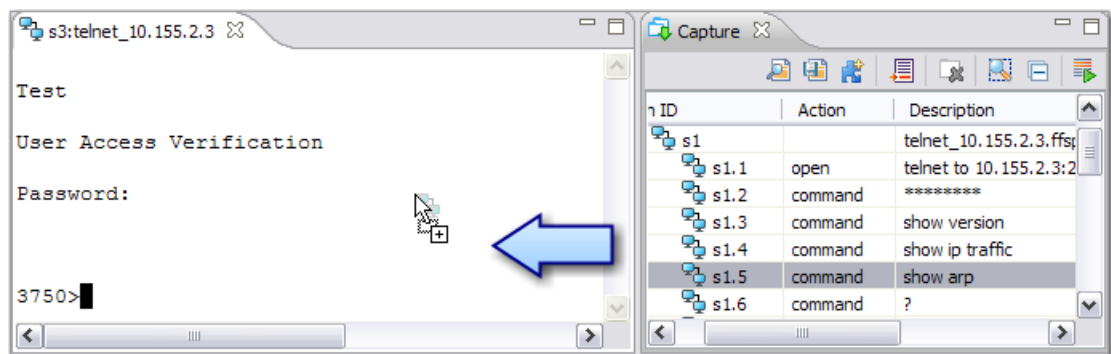 s3:telnet_10.155.2.3
Test
User Access Verification
Password:
3750>
Capture
n ID Action Description
s1 telnet_10.155.2.3.ffsp
s1.1 open telnet to 10.155.2.3:2
s1.2 command ********
s1.3 command show version
s1.4 command show ip traffic
s1.5 command show arp
s1.6 command ?